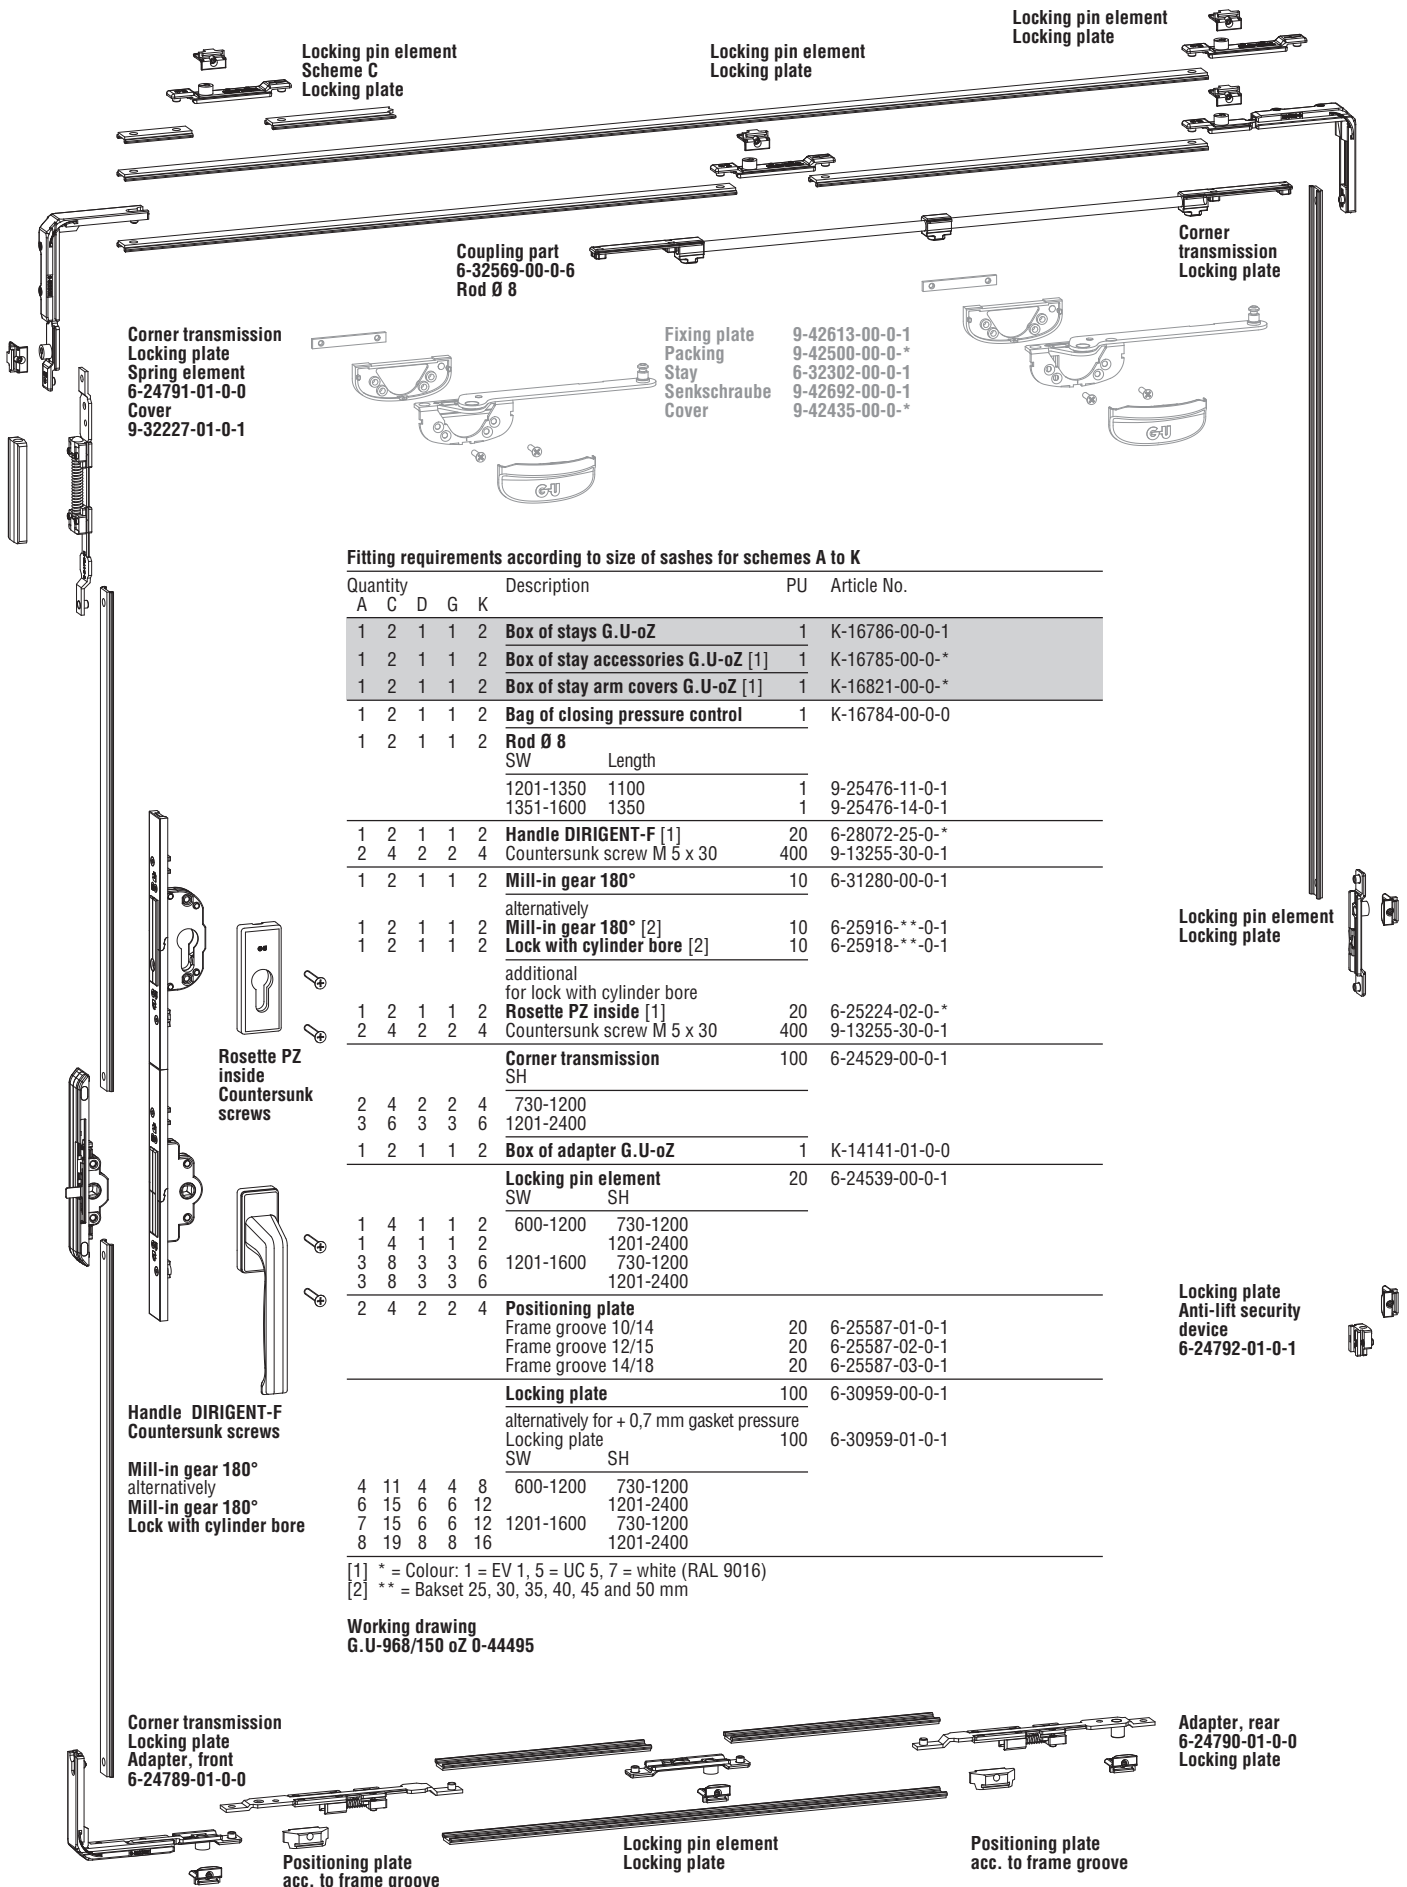 Locking pin element
Locking plate
Locking pin element
Scheme C
Locking plate
Locking pin element
Locking plate
Coupling part
6-32569-00-0-6
Rod Ø 8
Corner
transmission
Locking plate
Corner transmission
Locking plate
Spring element
6-24791-01-0-0
Cover
9-32227-01-0-1
Fixing plate 9-42613-00-0-1
Packing 9-42500-00-0-*
Stay 6-32302-00-0-1
Senkschraube 9-42692-00-0-1
Cover 9-42435-00-0-*
G-U
G-U
Fitting requirements according to size of sashes for schemes A to K
Quantity Description PU Article No.
A C D G K
1 2 1 1 2 Box of stays G.U-oZ 1 K-16786-00-0-1
1 2 1 1 2 Box of stay accessories G.U-oZ [1] 1 K-16785-00-0-*
1 2 1 1 2 Box of stay arm covers G.U-oZ [1] 1 K-16821-00-0-*
1 2 1 1 2 Bag of closing pressure control 1 K-16784-00-0-0
1 2 1 1 2 Rod Ø 8
SW Length
1201-1350 1100 1 9-25476-11-0-1
1351-1600 1350 1 9-25476-14-0-1
1 2 1 1 2 Handle DIRIGENT-F [1] 20 6-28072-25-0-*
2 4 2 2 4 Countersunk screw M 5 x 30 400 9-13255-30-0-1
1 2 1 1 2 Mill-in gear 180° 10 6-31280-00-0-1
alternatively
1 2 1 1 2 Mill-in gear 180° [2] 10 6-25916-**-0-1
1 2 1 1 2 Lock with cylinder bore [2] 10 6-25918-**-0-1
additional
for lock with cylinder bore
1 2 1 1 2 Rosette PZ inside [1] 20 6-25224-02-0-*
2 4 2 2 4 Countersunk screw M 5 x 30 400 9-13255-30-0-1
Corner transmission 100 6-24529-00-0-1
SH
2 4 2 2 4 730-1200
3 6 3 3 6 1201-2400
1 2 1 1 2 Box of adapter G.U-oZ 1 K-14141-01-0-0
Locking pin element 20 6-24539-00-0-1
SW SH
1 4 1 1 2 600-1200 730-1200
1 4 1 1 2 1201-2400
3 8 3 3 6 1201-1600 730-1200
3 8 3 3 6 1201-2400
2 4 2 2 4 Positioning plate
Frame groove 10/14 20 6-25587-01-0-1
Frame groove 12/15 20 6-25587-02-0-1
Frame groove 14/18 20 6-25587-03-0-1
Locking plate 100 6-30959-00-0-1
alternatively for + 0,7 mm gasket pressure
Locking plate 100 6-30959-01-0-1
SW SH
4 11 4 4 8 600-1200 730-1200
6 15 6 6 12 1201-2400
7 15 6 6 12 1201-1600 730-1200
8 19 8 8 16 1201-2400
[1] * = Colour: 1 = EV 1, 5 = UC 5, 7 = white (RAL 9016)
[2] ** = Bakset 25, 30, 35, 40, 45 and 50 mm
Working drawing
G.U-968/150 oZ 0-44495
Rosette PZ
inside
Countersunk
screws
Locking pin element
Locking plate
Locking plate
Anti-lift security
device
6-24792-01-0-1
Handle DIRIGENT-F
Countersunk screws
Mill-in gear 180°
alternatively
Mill-in gear 180°
Lock with cylinder bore
Corner transmission
Locking plate
Adapter, front
6-24789-01-0-0
Adapter, rear
6-24790-01-0-0
Locking plate
Positioning plate
acc. to frame groove
Locking pin element
Locking plate
Positioning plate
acc. to frame groove